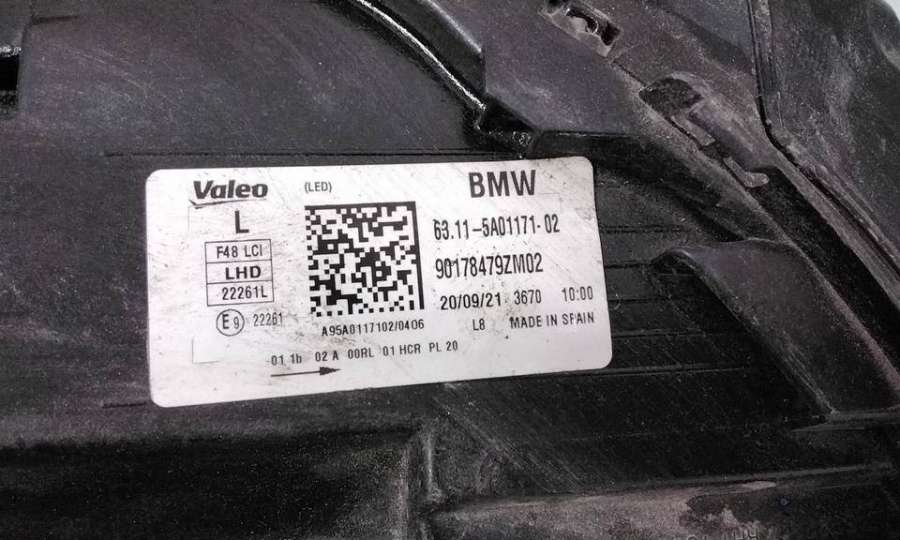 Valeo (LED) BMW
L
63.11-5A01171-02
F48 LCI
LHD
90178479ZM02
22261L
20/09/21 3670 10:00
E9 22261
A95A0117102/0406
L8 MADE IN SPAIN
01 1b 02 A 00RL 01 HCR PL 20